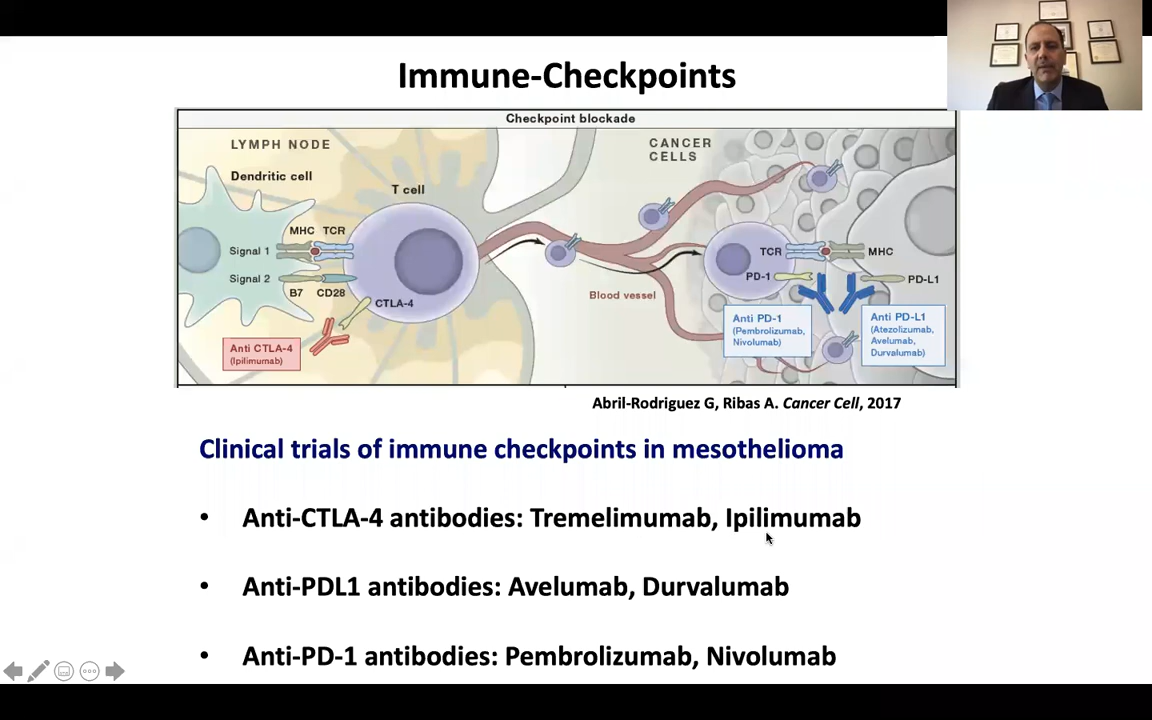 Immune-Checkpoints
Checkpoint blockade
LYMPH NODE
CANCER
CELLS
Dendritic cell
T cell
MHC TCR
Signal 1
Signal 2
B7 CD28
CTLA-4
Anti CTLA-4
(Ipilimumab)
Blood vessel
TCR
MHC
PD-1
PD-L1
Anti PD-1
(Pembrolizumab,
Nivolumab)
Anti PD-L1
(Atezolizumab,
Avelumab,
Durvalumab)
Abril-Rodriguez G, Ribas A. Cancer Cell, 2017
Clinical trials of immune checkpoints in mesothelioma
• Anti-CTLA-4 antibodies: Tremelimumab, Ipilimumab
• Anti-PDL1 antibodies: Avelumab, Durvalumab
• Anti-PD-1 antibodies: Pembrolizumab, Nivolumab